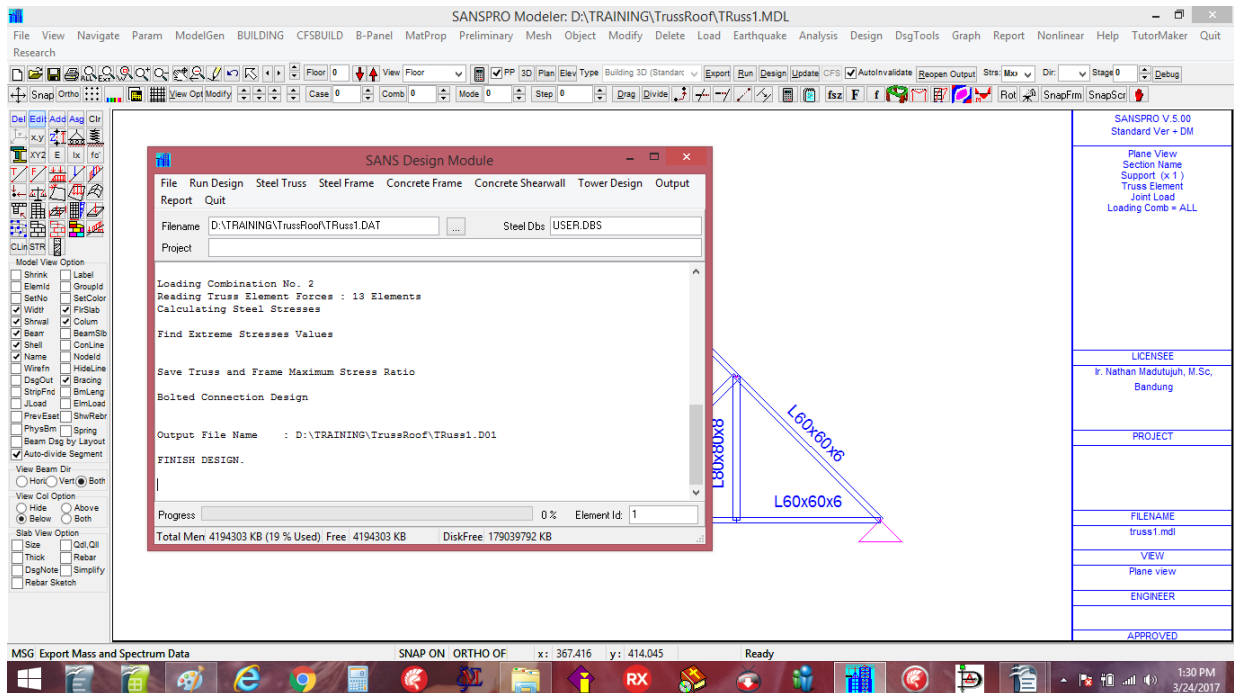 SANSPRO Modeler: D:\TRAINING\TrussRoof\TRuss1.MDL
File View Navigate Param ModelGen BUILDING CFSBUILD B-Panel MatProp Preliminary Mesh Object Modify Delete Load Earthquake Analysis Design DsgTools Graph Report Nonlinear Help TutorMaker Quit
Research
Floor 0 View Floor PP 3D Plan Elev Type Building 3D (Standarc Export Run Design Update CFS AutoInvalidate Reopen Output Strs: Mxx Dir: Stage 0 Debug
Snap Ortho View Opt Modify Case 0 Comb 0 Mode 0 Step 0 Drag Divide fsz F f Rot SnapFrm SnapScr
Del Edit Add Asg Clr
x,y
XY2 E Ix fc'
CLin STR
Model View Option
Shrink Label
ElemId GroupId
SetNo SetColor
Width FlrSlab
Shrwal Colum
Beam BeamSlb
Shell ConLine
Name NodeId
Wirefn HideLine
DsgOut Bracing
StripFnd BmLeng
JLoad ElmLoad
PrevEset ShwRebr
PhysBm Spring
Beam Dsg by Layout
Auto-divide Segment
View Beam Dir
Hori Vert Both
View Col Option
Hide Above
Below Both
Slab View Option
Size Qdl,Qll
Thick Rebar
DsgNote Simplify
Rebar Sketch
SANS Design Module
File Run Design Steel Truss Steel Frame Concrete Frame Concrete Shearwall Tower Design Output
Report Quit
Filename D:\TRAINING\TrussRoof\TRuss1.DAT ... Steel Dbs USER.DBS
Project
Loading Combination No. 2
Reading Truss Element Forces : 13 Elements
Calculating Steel Stresses
Find Extreme Stresses Values
Save Truss and Frame Maximum Stress Ratio
Bolted Connection Design
Output File Name : D:\TRAINING\TrussRoof\TRuss1.D01
FINISH DESIGN.
Progress 0 % Element Id: 1
Total Men 4194303 KB (19 % Used) Free 4194303 KB DiskFree 179039792 KB
L80x80x8
L60x60x6
L60x60x6
SANSPRO V.5.00
Standard Ver + DM
Plane View
Section Name
Support (x 1 )
Truss Element
Joint Load
Loading Comb = ALL
LICENSEE
Ir. Nathan Madutujuh, M.Sc,
Bandung
PROJECT
FILENAME
truss1.mdl
VIEW
Plane view
ENGINEER
APPROVED
MSG Export Mass and Spectrum Data SNAP ON ORTHO OF x: 367.416 y: 414.045 Ready
RX
1:30 PM
3/24/2017